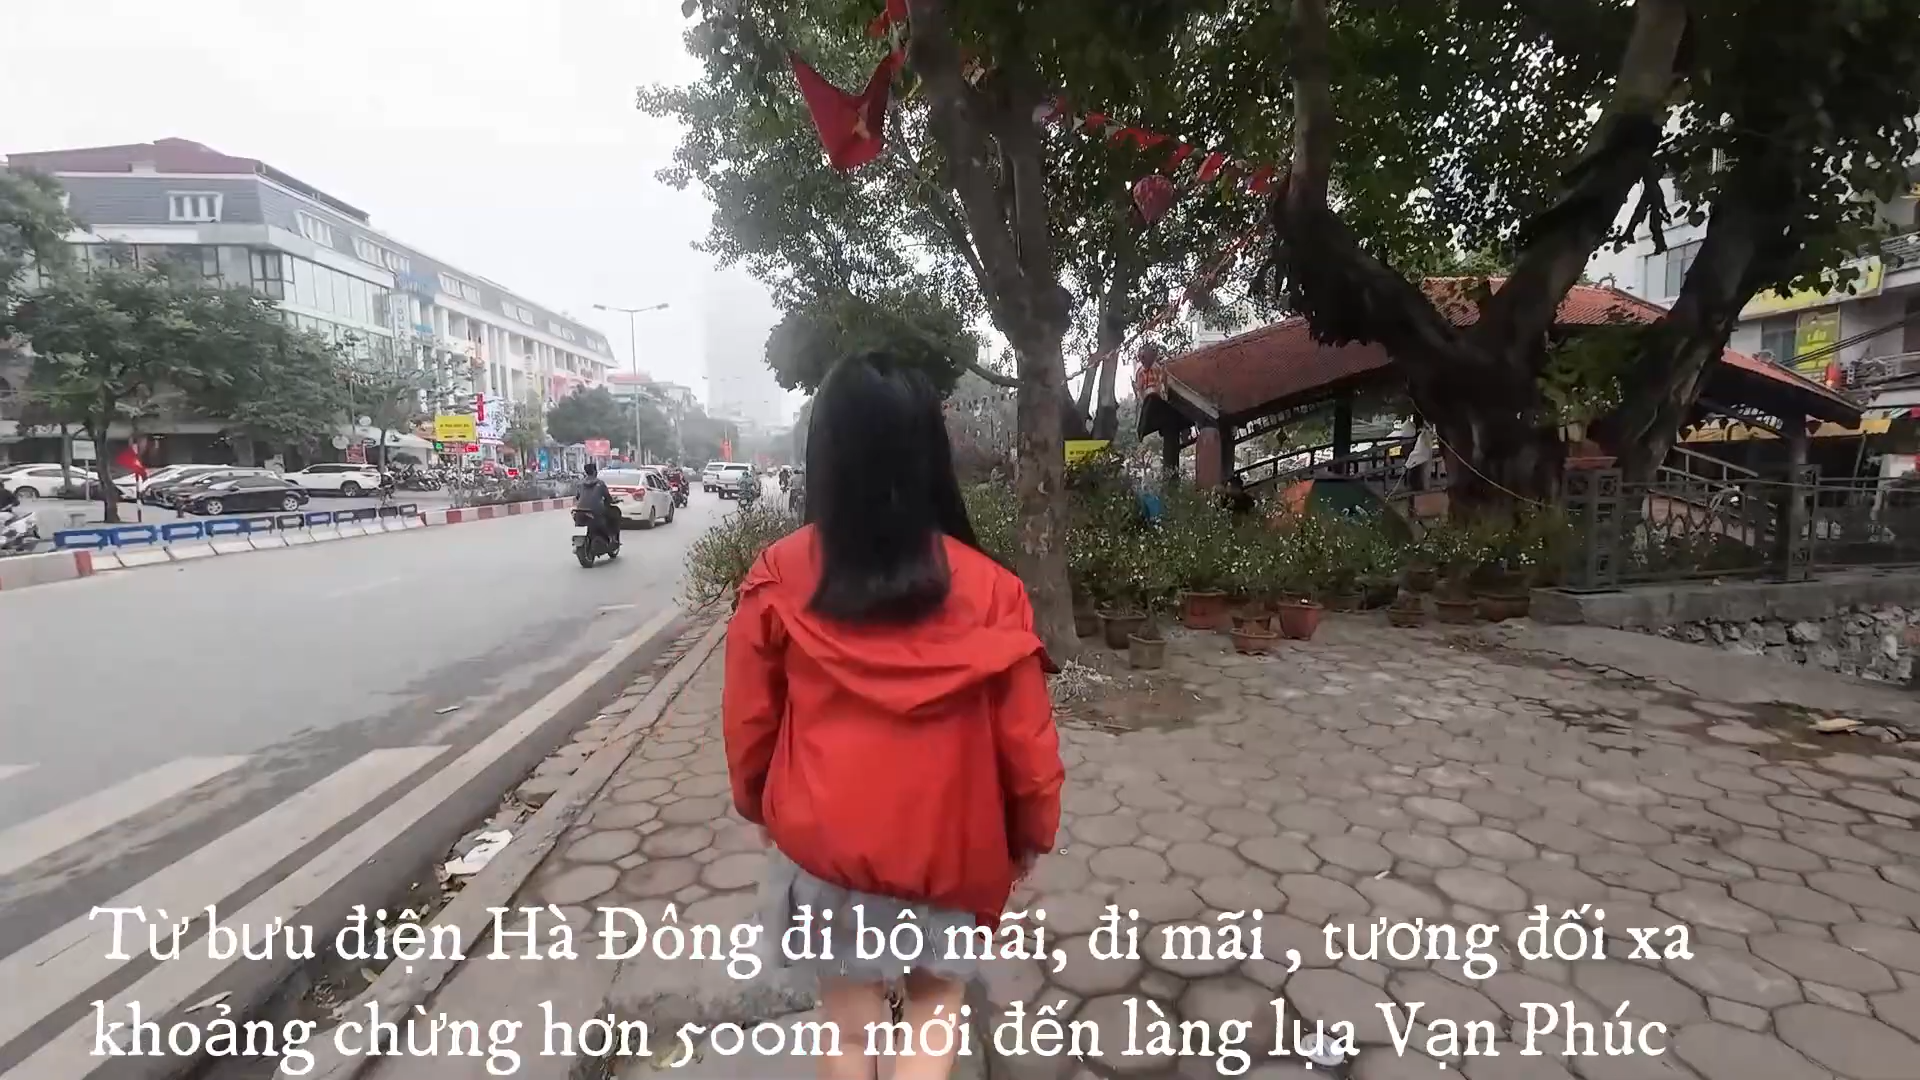 Từ bưu điện Hà Đông đi bộ mãi, đi mãi , tương đối xa
khoảng chừng hơn 500m mới đến làng lụa Vạn Phúc